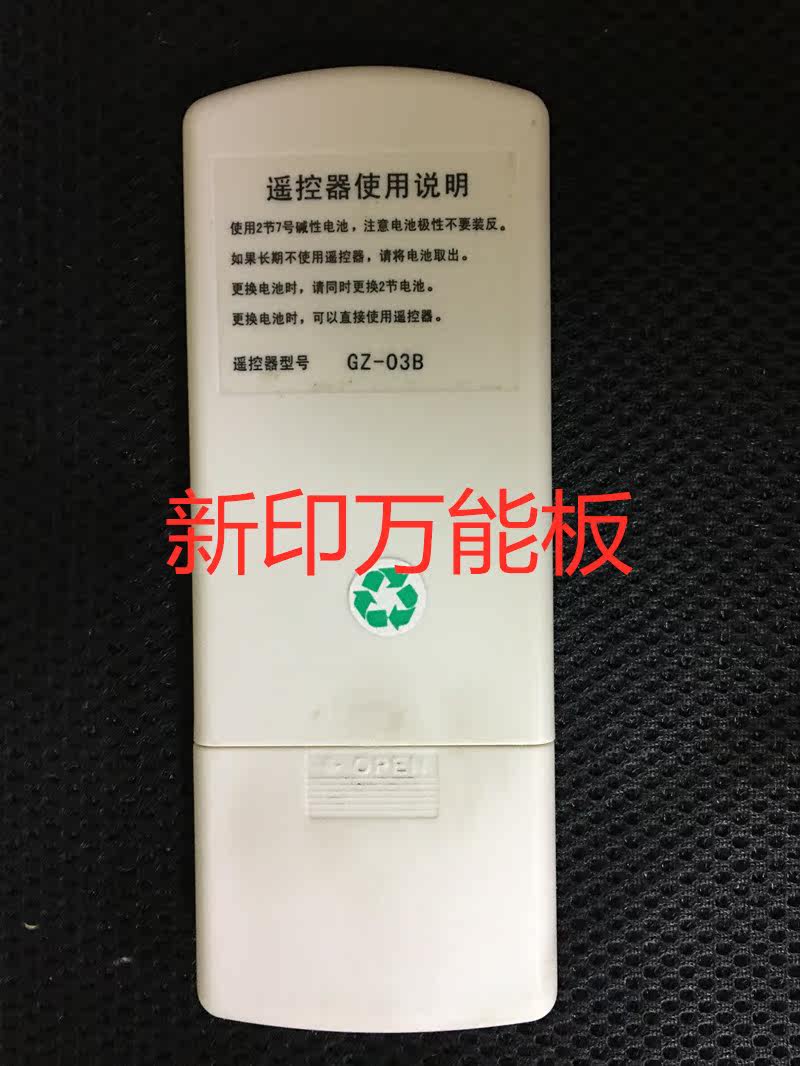 遥控器使用说明
使用2节7号碱性电池，注意电池极性不要装反。
如果长期不使用遥控器，请将电池取出。
更换电池时，请同时更换2节电池。
更换电池时，可以直接使用遥控器。
遥控器型号 GZ-03B
新印万能板
OPEN